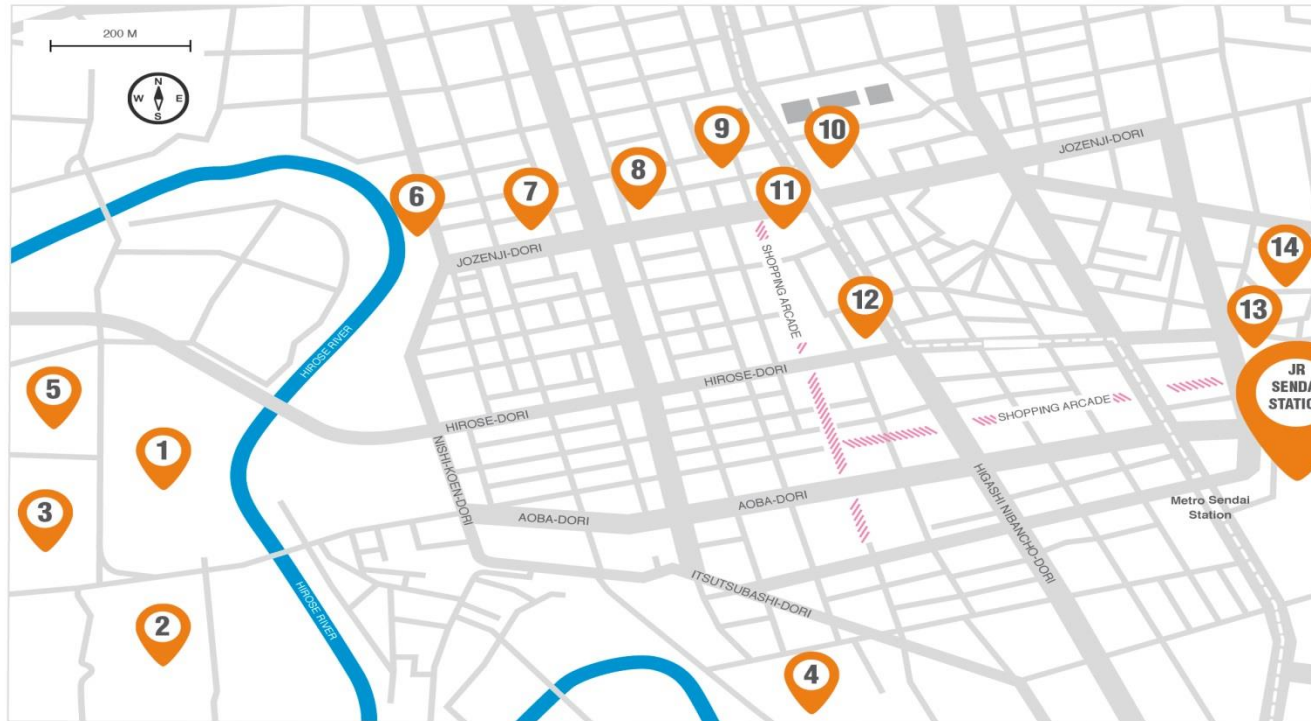 200 M
N
W E
S
9
10
JOZENJI-DORI
8
11
7
6
14
JOZENJI-DORI
SHOPPING ARCADE
12
13
HIROSE RIVER
JR
SENDAI
STATION
5
HIROSE-DORI
SHOPPING ARCADE
HIROSE-DORI
1
NISHI-KOEN-DORI
HIGASHI NIBANCHO-DORI
3
AOBA-DORI
AOBA-DORI
Metro Sendai
Station
ITSUTSUBASHI-DORI
HIROSE RIVER
2
4